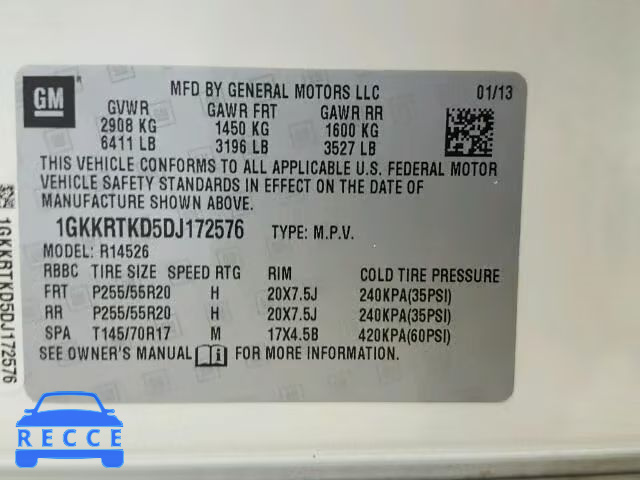 GM
MFD BY GENERAL MOTORS LLC 01/13
GVWR GAWR FRT GAWR RR
2908 KG 1450 KG 1600 KG
6411 LB 3196 LB 3527 LB
THIS VEHICLE CONFORMS TO ALL APPLICABLE U.S. FEDERAL MOTOR
VEHICLE SAFETY STANDARDS IN EFFECT ON THE DATE OF
MANUFACTURE SHOWN ABOVE.
1GKKRTKD5DJ172576 TYPE: M.P.V.
MODEL: R14526
RBBC TIRE SIZE SPEED RTG RIM COLD TIRE PRESSURE
FRT P255/55R20 H 20X7.5J 240KPA(35PSI)
RR P255/55R20 H 20X7.5J 240KPA(35PSI)
SPA T145/70R17 M 17X4.5B 420KPA(60PSI)
SEE OWNER'S MANUAL FOR MORE INFORMATION.
1GKKRTKD5DJ172576
RECCE